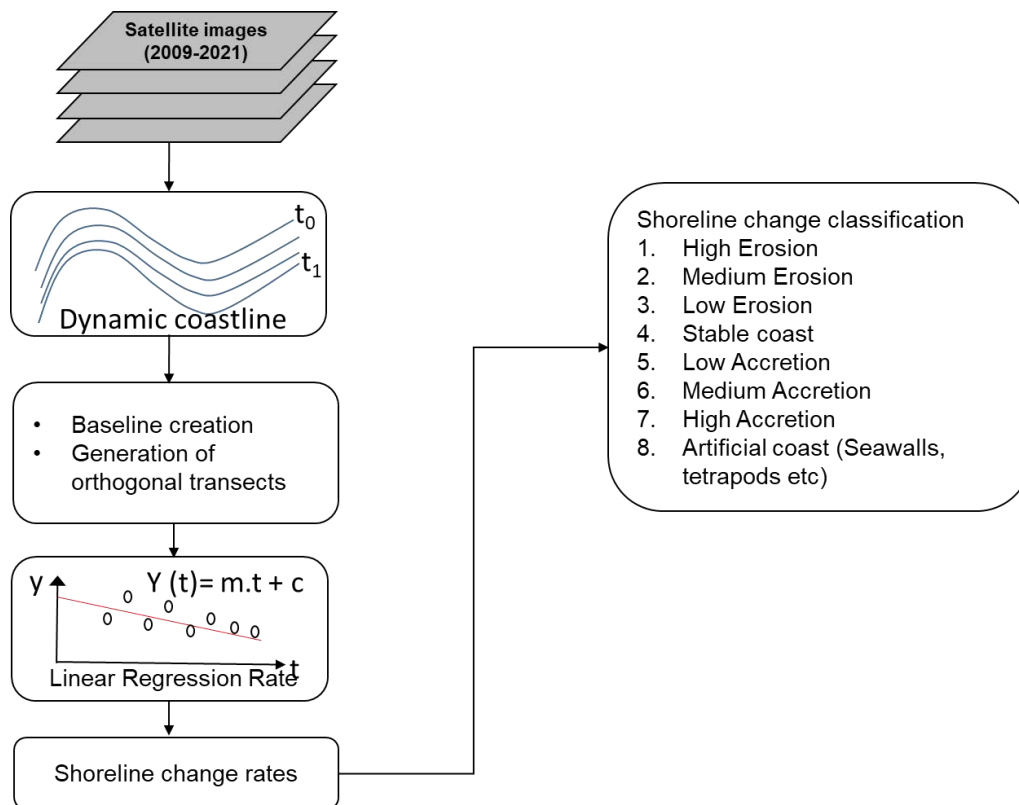 Satellite images
(2009-2021)
t0
t1
Dynamic coastline
• Baseline creation
• Generation of
orthogonal transects
y
Y (t)= m.t + c
t
Linear Regression Rate
Shoreline change rates
Shoreline change classification
1. High Erosion
2. Medium Erosion
3. Low Erosion
4. Stable coast
5. Low Accretion
6. Medium Accretion
7. High Accretion
8. Artificial coast (Seawalls,
tetrapods etc)